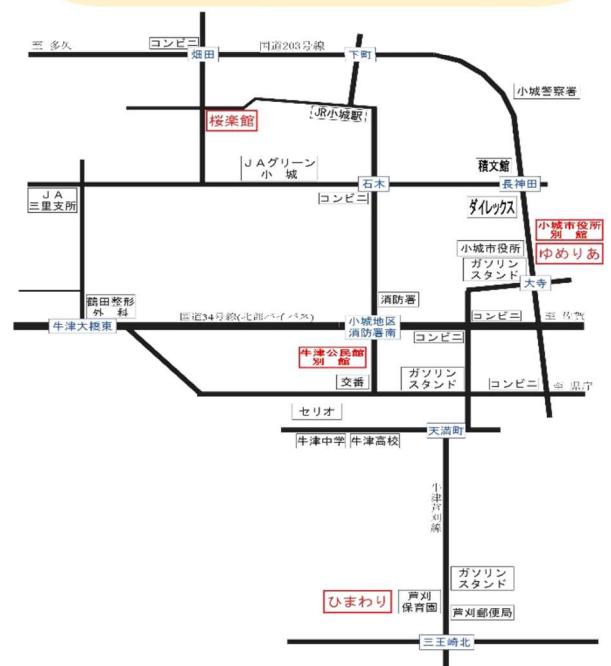 至 多久
コンビニ
国道203号線
畑田
下町
小城警察署
桜楽館
JR小城駅
JAグリーン
小 城
積文館
石木
長神田
JA
三里支所
コンビニ
ダイレックス
小城市役所
別 館
小城市役所
ゆめりあ
ガソリン
スタンド
大寺
消防署
鶴田整形
外 科
国道34号線(北部バイパス)
小城地区
消防署南
コンビニ
至 佐賀
牛津大橋東
コンビニ
牛津公民館
別館
交番
ガソリン
スタンド
コンビニ
至 県庁
セリオ
天満町
牛津中学
牛津高校
牛津芦刈線
ガソリン
スタンド
ひまわり
芦刈
保育園
芦刈郵便局
三王崎北